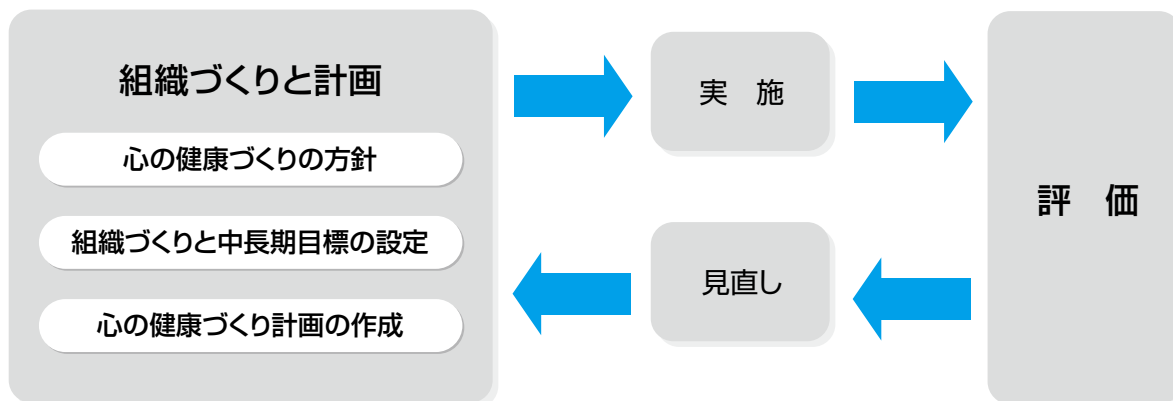 組織づくりと計画
心の健康づくりの方針
組織づくりと中長期目標の設定
心の健康づくり計画の作成
実　施
評　価
見直し